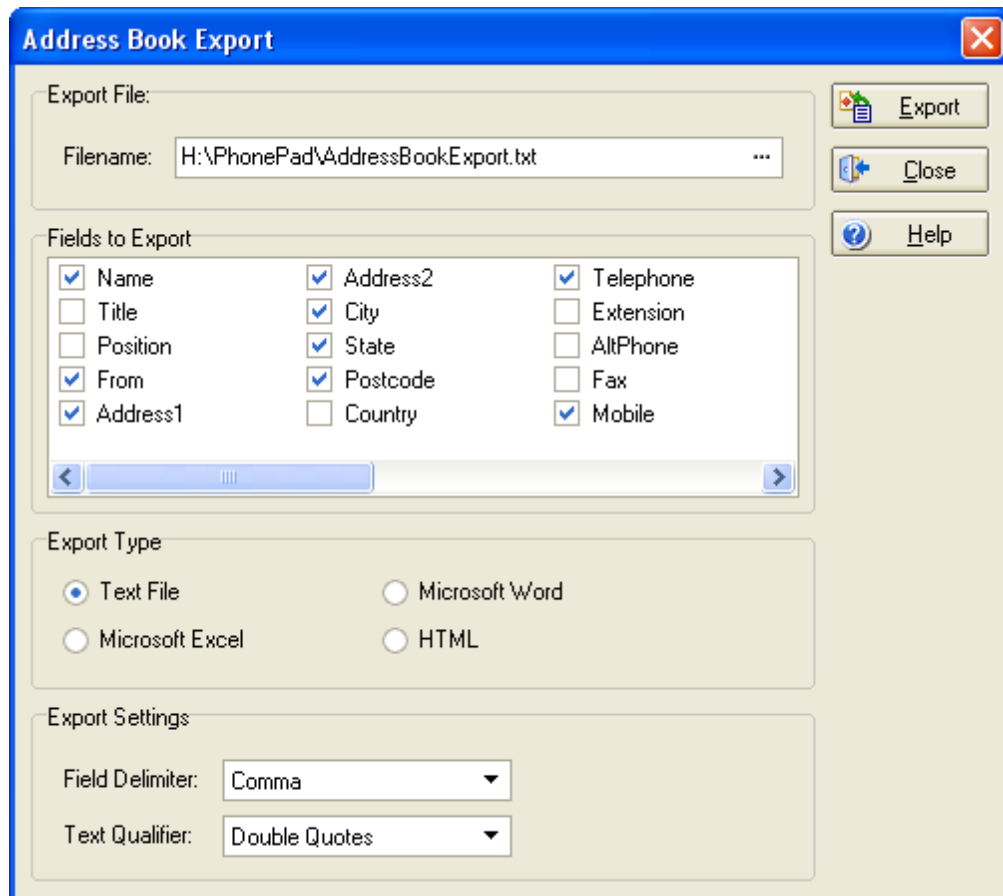 Address Book Export
Export File:
Filename: H:\PhonePad\AddressBookExport.txt ...
Export
Close
Help
Fields to Export
Name Address2 Telephone
Title City Extension
Position State AltPhone
From Postcode Fax
Address1 Country Mobile
Export Type
Text File Microsoft Word
Microsoft Excel HTML
Export Settings
Field Delimiter: Comma
Text Qualifier: Double Quotes